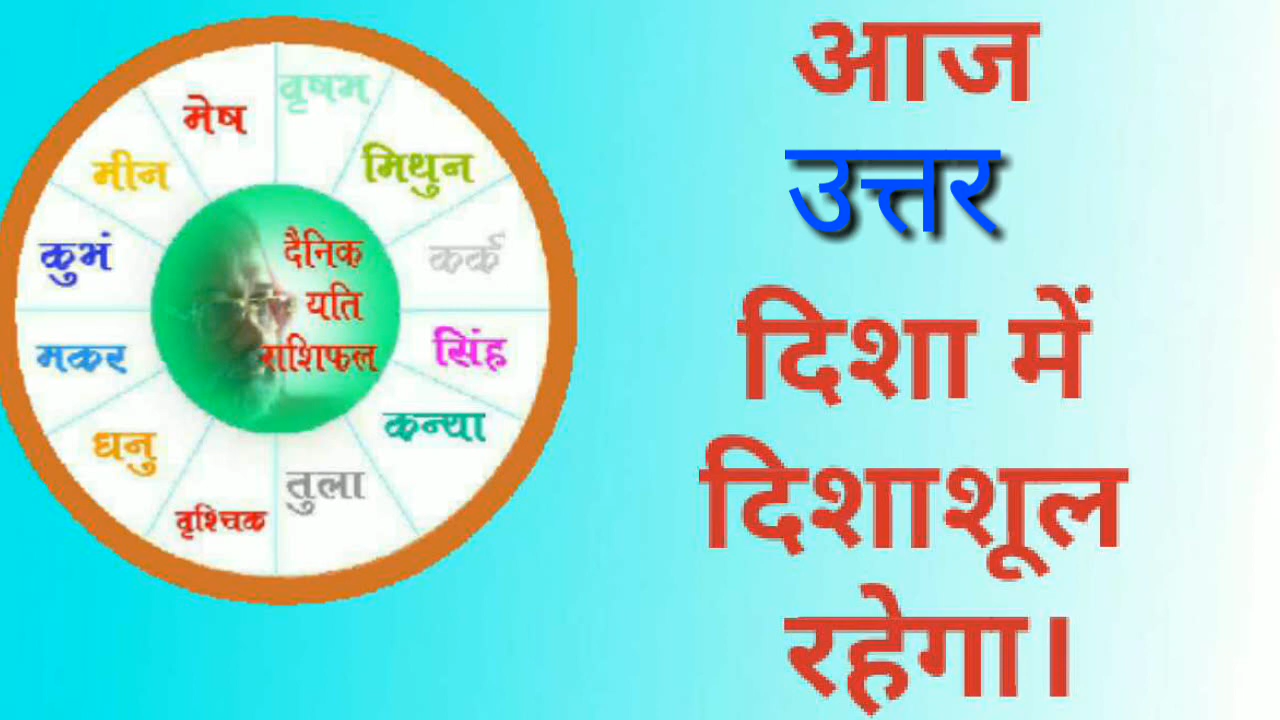 वृषभ
मेष
मिथुन
मीन
कर्क
कुभं
दैनिक
यति
राशिफल
सिंह
मकर
कन्या
धनु
तुला
वृश्चिक
आज
उत्तर
दिशा में
दिशाशूल
रहेगा।